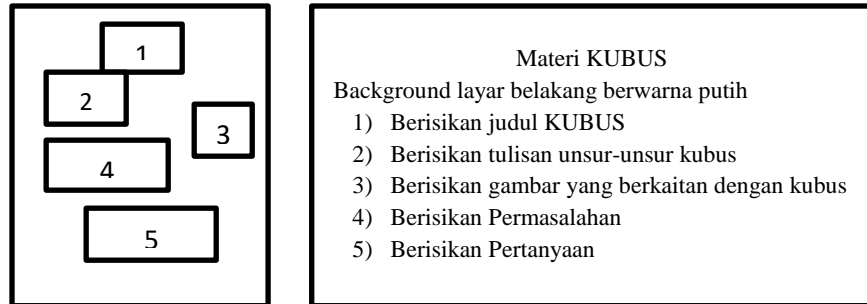 1
2
3
4
5
Materi KUBUS
Background layar belakang berwarna putih
1) Berisikan judul KUBUS
2) Berisikan tulisan unsur-unsur kubus
3) Berisikan gambar yang berkaitan dengan kubus
4) Berisikan Permasalahan
5) Berisikan Pertanyaan